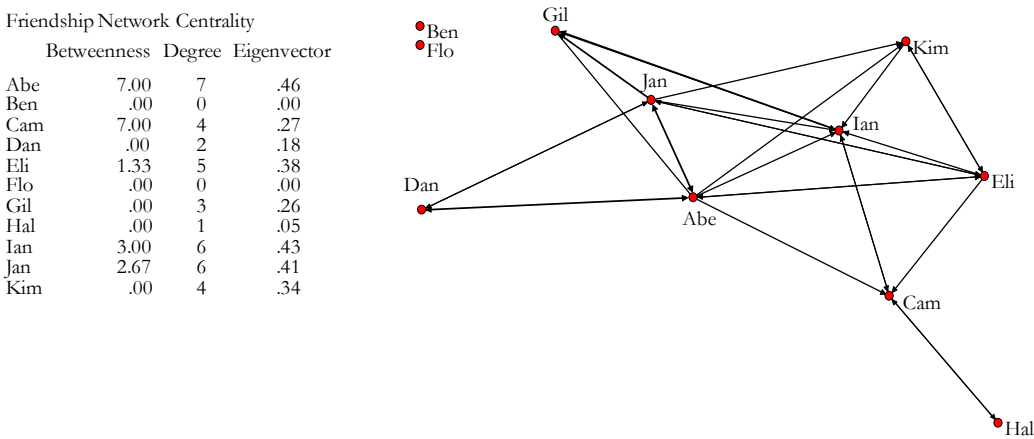 Friendship Network Centrality
Betweenness Degree Eigenvector
Abe 7.00 7 .46
Ben .00 0 .00
Cam 7.00 4 .27
Dan .00 2 .18
Eli 1.33 5 .38
Flo .00 0 .00
Gil .00 3 .26
Hal .00 1 .05
Ian 3.00 6 .43
Jan 2.67 6 .41
Kim .00 4 .34
Gil
Ben
Flo
Kim
Jan
Ian
Dan
Eli
Abe
Cam
Hal